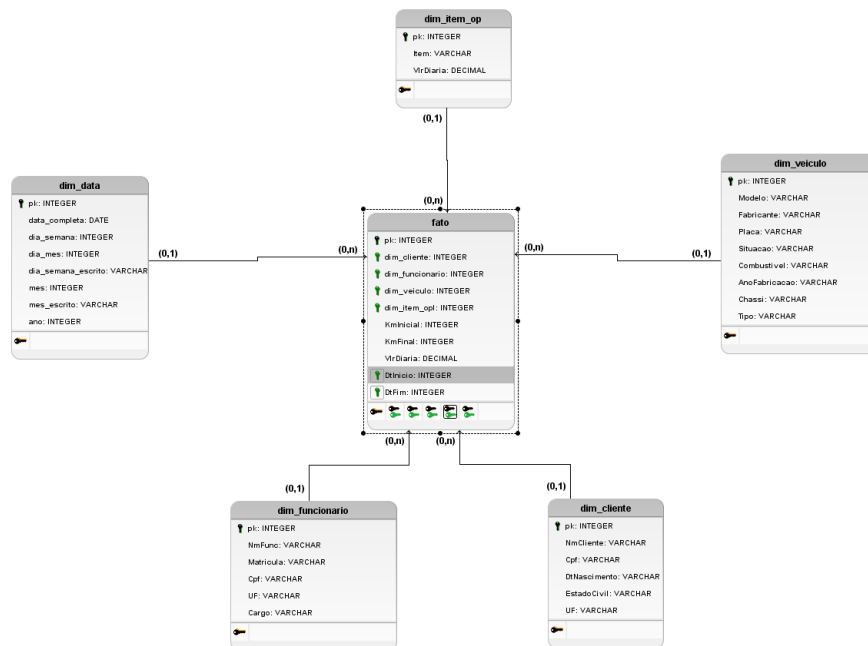 dim_item_op
pk: INTEGER
Item: VARCHAR
VlrDiaria: DECIMAL
(0,1)
dim_data
pk: INTEGER
data_completa: DATE
dia_semana: INTEGER
dia_mes: INTEGER
dia_semana_escrito: VARCHAR
mes: INTEGER
mes_escrito: VARCHAR
ano: INTEGER
(0,1)
(0,n)
(0,n)
fato
pk: INTEGER
dim_cliente: INTEGER
dim_funcionario: INTEGER
dim_veiculo: INTEGER
dim_item_opl: INTEGER
KmInicial: INTEGER
KmFinal: INTEGER
VlrDiaria: DECIMAL
DtInicio: INTEGER
DtFim: INTEGER
(0,n)
(0,1)
dim_veiculo
pk: INTEGER
Modelo: VARCHAR
Fabricante: VARCHAR
Placa: VARCHAR
Situacao: VARCHAR
Combustivel: VARCHAR
AnoFabricacao: VARCHAR
Chassi: VARCHAR
Tipo: VARCHAR
(0,n)
(0,n)
(0,1)
dim_funcionario
pk: INTEGER
NmFunc: VARCHAR
Matricula: VARCHAR
Cpf: VARCHAR
UF: VARCHAR
Cargo: VARCHAR
(0,1)
dim_cliente
pk: INTEGER
NmCliente: VARCHAR
Cpf: VARCHAR
DtNascimento: VARCHAR
EstadoCivil: VARCHAR
UF: VARCHAR